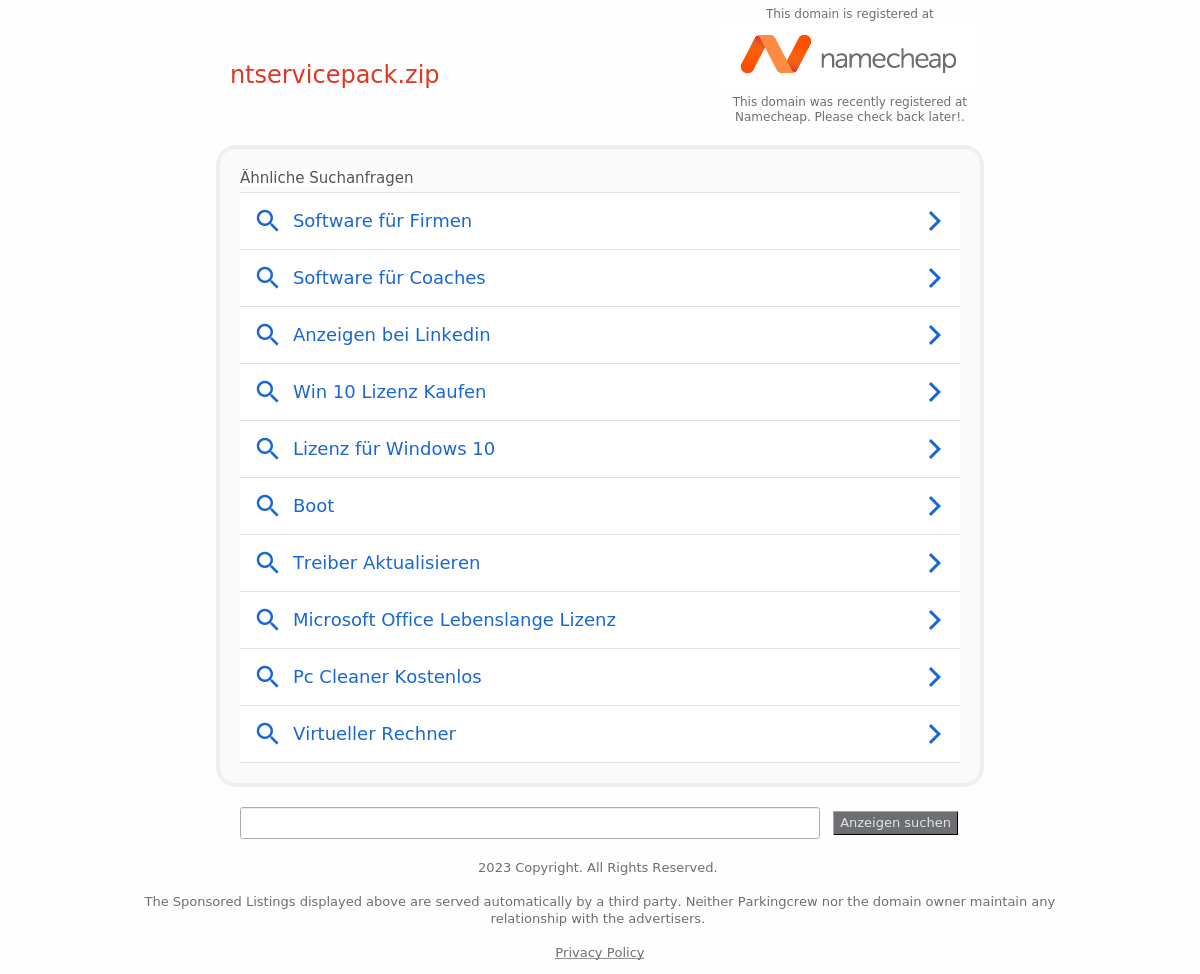 This domain is registered at
namecheap
ntservicepack.zip
This domain was recently registered at
Namecheap. Please check back later!.
Ähnliche Suchanfragen
Software für Firmen
Software für Coaches
Anzeigen bei Linkedin
Win 10 Lizenz Kaufen
Lizenz für Windows 10
Boot
Treiber Aktualisieren
Microsoft Office Lebenslange Lizenz
Pc Cleaner Kostenlos
Virtueller Rechner
Anzeigen suchen
2023 Copyright. All Rights Reserved.
The Sponsored Listings displayed above are served automatically by a third party. Neither Parkingcrew nor the domain owner maintain any
relationship with the advertisers.
Privacy Policy